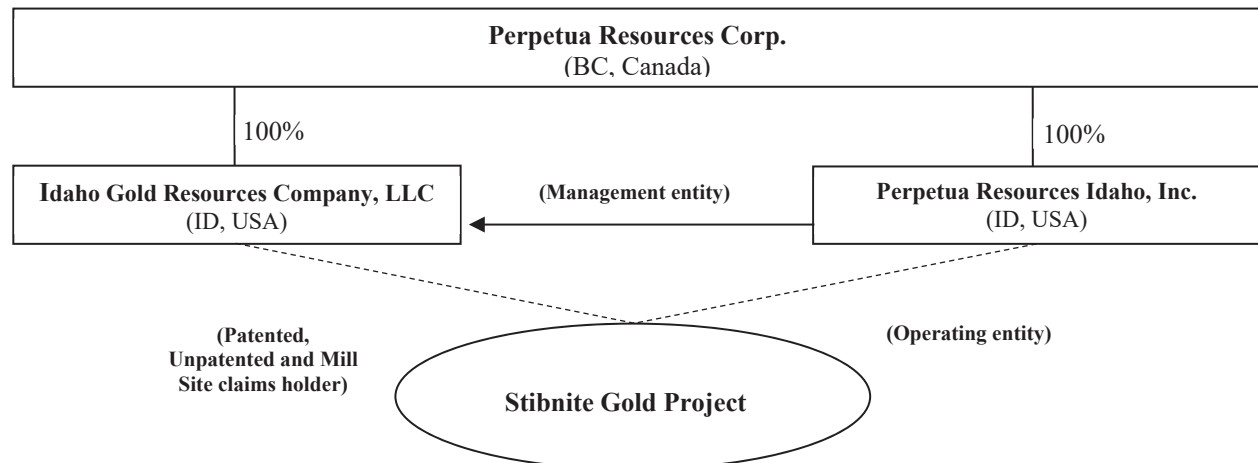 Perpetua Resources Corp.
(BC, Canada)
100%
100%
Idaho Gold Resources Company, LLC
(ID, USA)
(Management entity)
Perpetua Resources Idaho, Inc.
(ID, USA)
(Patented,
Unpatented and Mill
Site claims holder)
(Operating entity)
Stibnite Gold Project